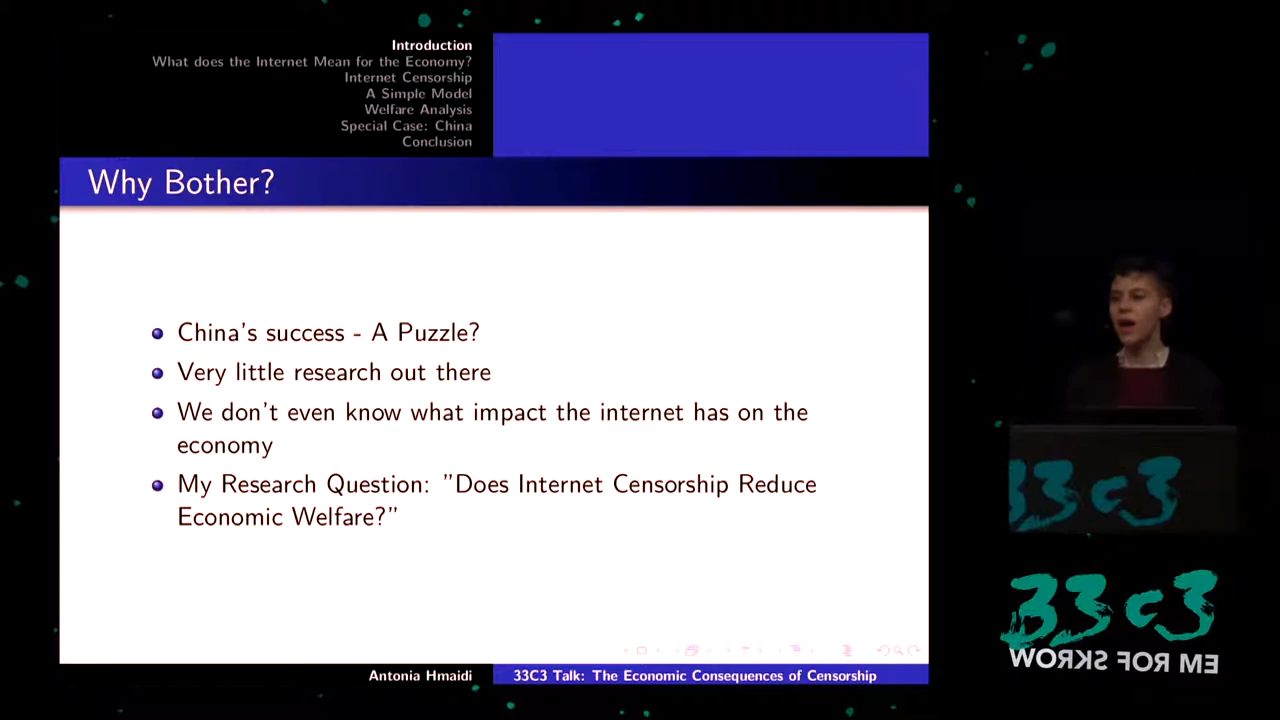 Introduction
What does the Internet Mean for the Economy?
Internet Censorship
A Simple Model
Welfare Analysis
Special Case: China
Conclusion
Why Bother?
China's success - A Puzzle?
Very little research out there
We don't even know what impact the internet has on the
economy
My Research Question: "Does Internet Censorship Reduce
Economic Welfare?"
Antonia Hmaidi
33C3 Talk: The Economic Consequences of Censorship
33c3
33c3
WORKS FOR ME